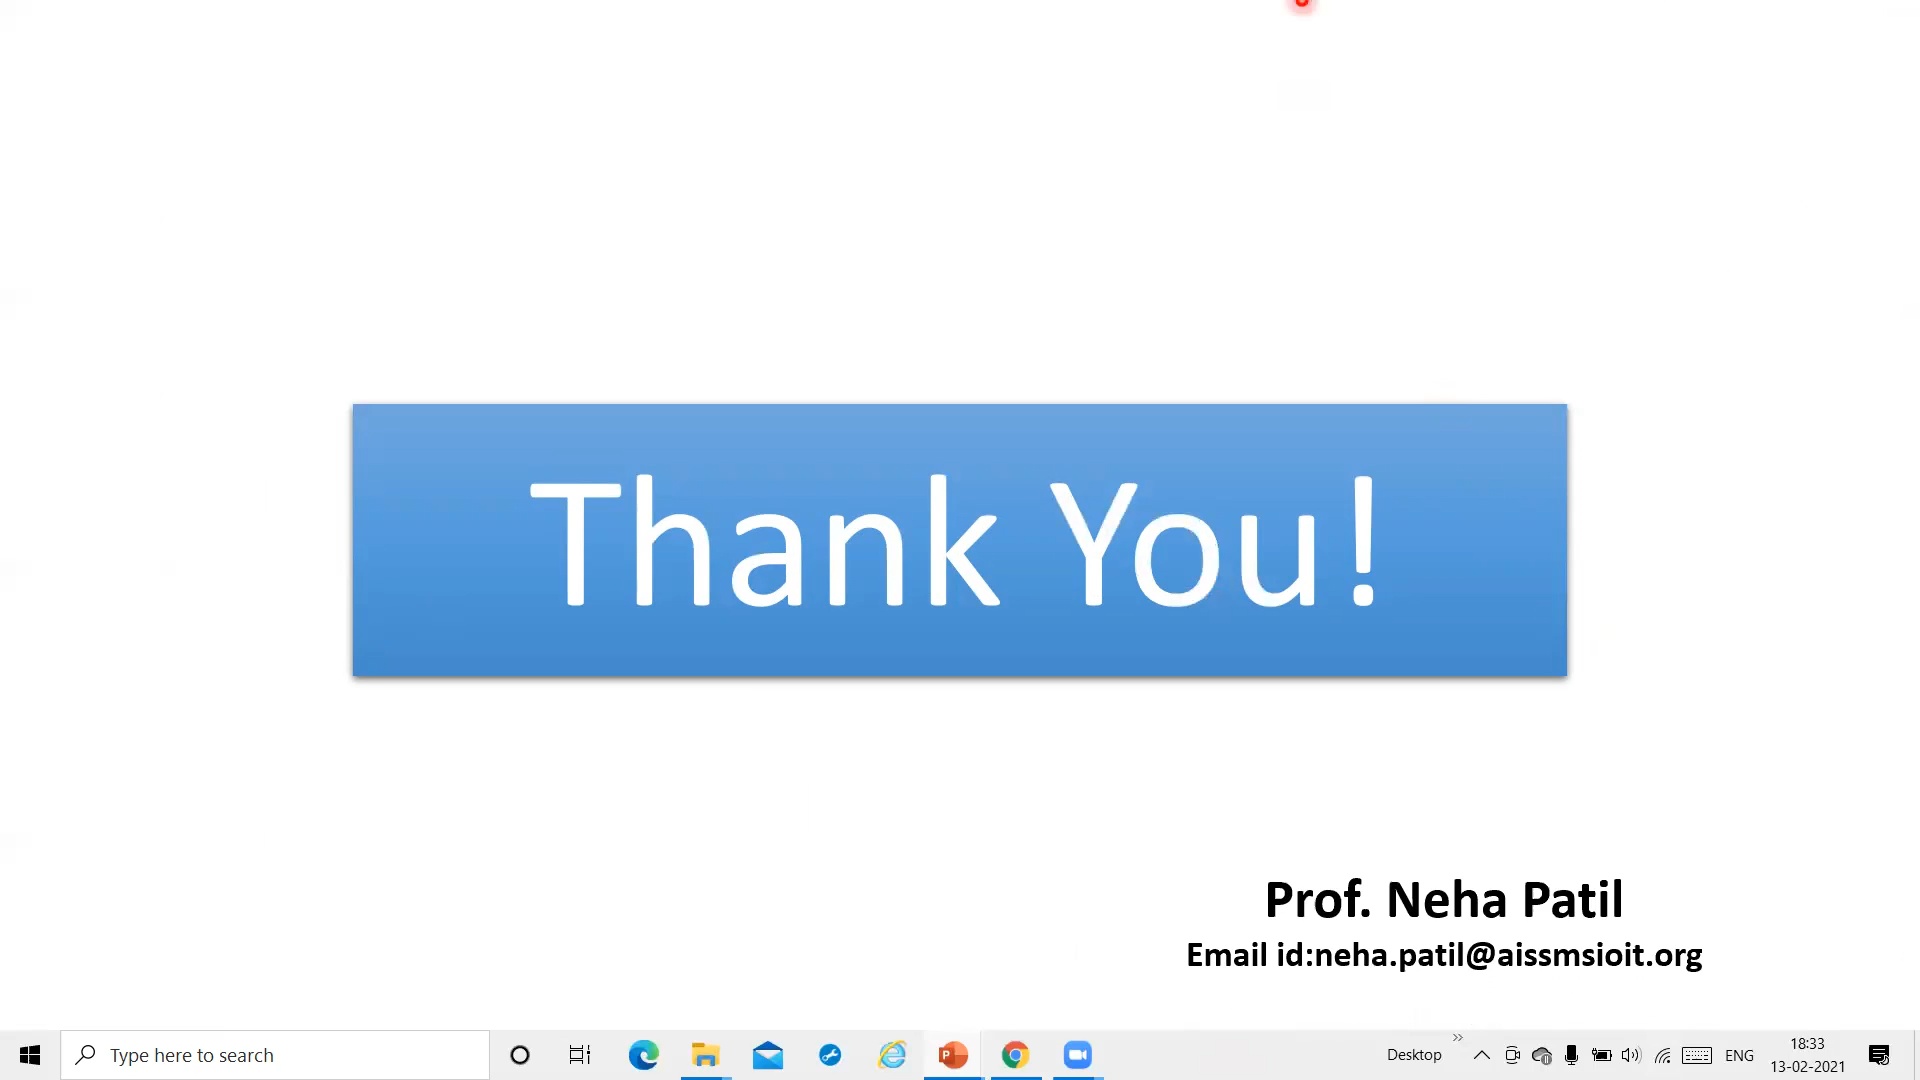 Thank You!
Prof. Neha Patil
Email id:neha.patil@aissmsioit.org
Type here to search
Desktop
ENG
18:33
13-02-2021